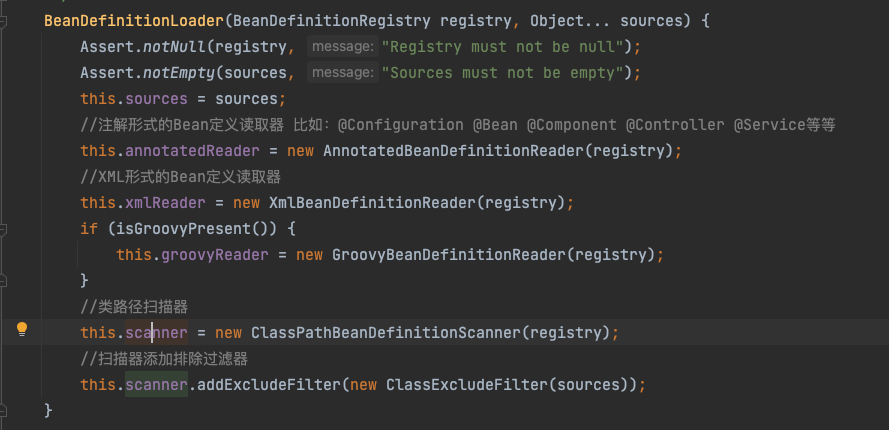 BeanDefinitionLoader(BeanDefinitionRegistry registry, Object... sources) {
Assert.notNull(registry, message: "Registry must not be null");
Assert.notEmpty(sources, message: "Sources must not be empty");
this.sources = sources;
//注解形式的Bean定义读取器 比如: @Configuration @Bean @Component @Controller @Service等等
this.annotatedReader = new AnnotatedBeanDefinitionReader(registry);
//XML形式的Bean定义读取器
this.xmlReader = new XmlBeanDefinitionReader(registry);
if (isGroovyPresent()) {
this.groovyReader = new GroovyBeanDefinitionReader(registry);
}
//类路径扫描器
this.scanner = new ClassPathBeanDefinitionScanner(registry);
//扫描器添加排除过滤器
this.scanner.addExcludeFilter(new ClassExcludeFilter(sources));
}